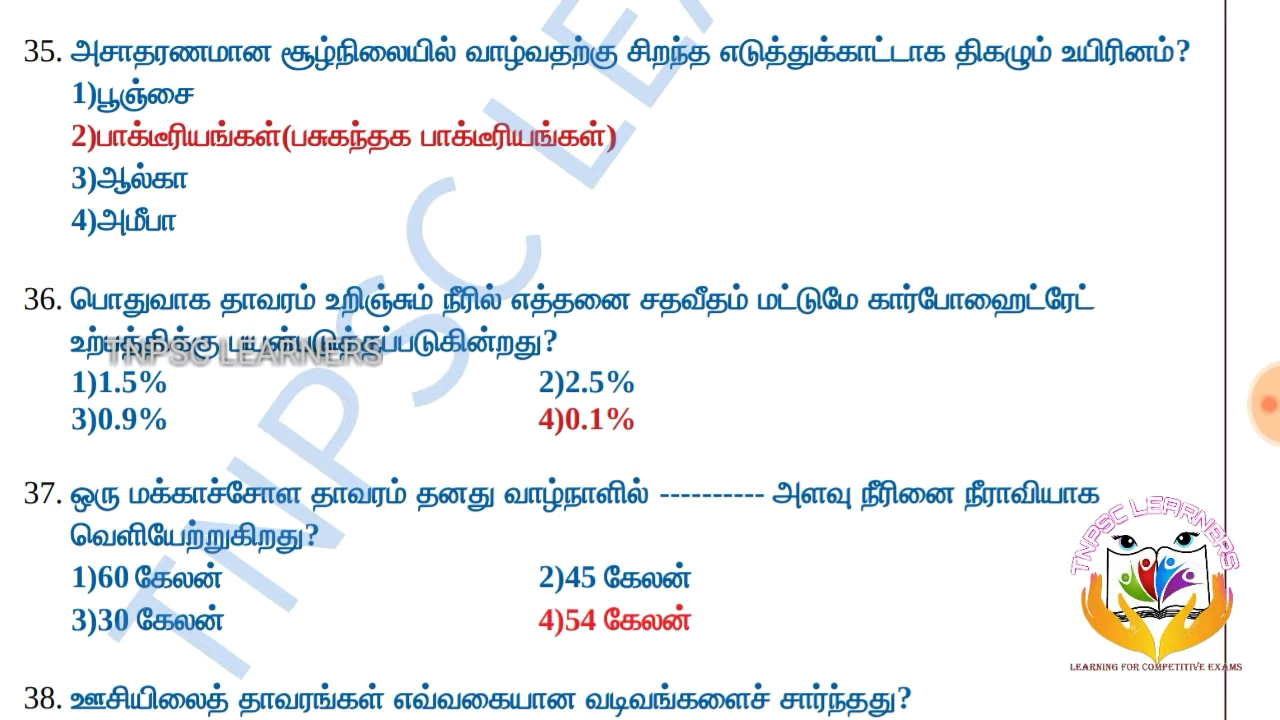 35. அசாதரணமான சூழ்நிலையில் வாழ்வதற்கு சிறந்த எடுத்துக்காட்டாக திகழும் உயிரினம்?
1)பூஞ்சை
2)பாக்டீரியங்கள்(பசுகந்தக பாக்டீரியங்கள்)
3)ஆல்கா
4)அமீபா
36. பொதுவாக தாவரம் உறிஞ்சும் நீரில் எத்தனை சதவீதம் மட்டுமே கார்போஹைட்ரேட்
உற்பத்திக்கு பயன்படுத்தப்படுகின்றது?
TNPSC LEARNERS
1)1.5% 2)2.5%
3)0.9% 4)0.1%
37. ஒரு மக்காச்சோள தாவரம் தனது வாழ்நாளில் ---------- அளவு நீரினை நீராவியாக
வெளியேற்றுகிறது?
1)60 கேலன் 2)45 கேலன்
3)30 கேலன் 4)54 கேலன்
38. ஊசியிலைத் தாவரங்கள் எவ்வகையான வடிவங்களைச் சார்ந்தது?
TNPSC LEA
TNPSC LEARNERS
LEARNING FOR COMPETITIVE EXAMS